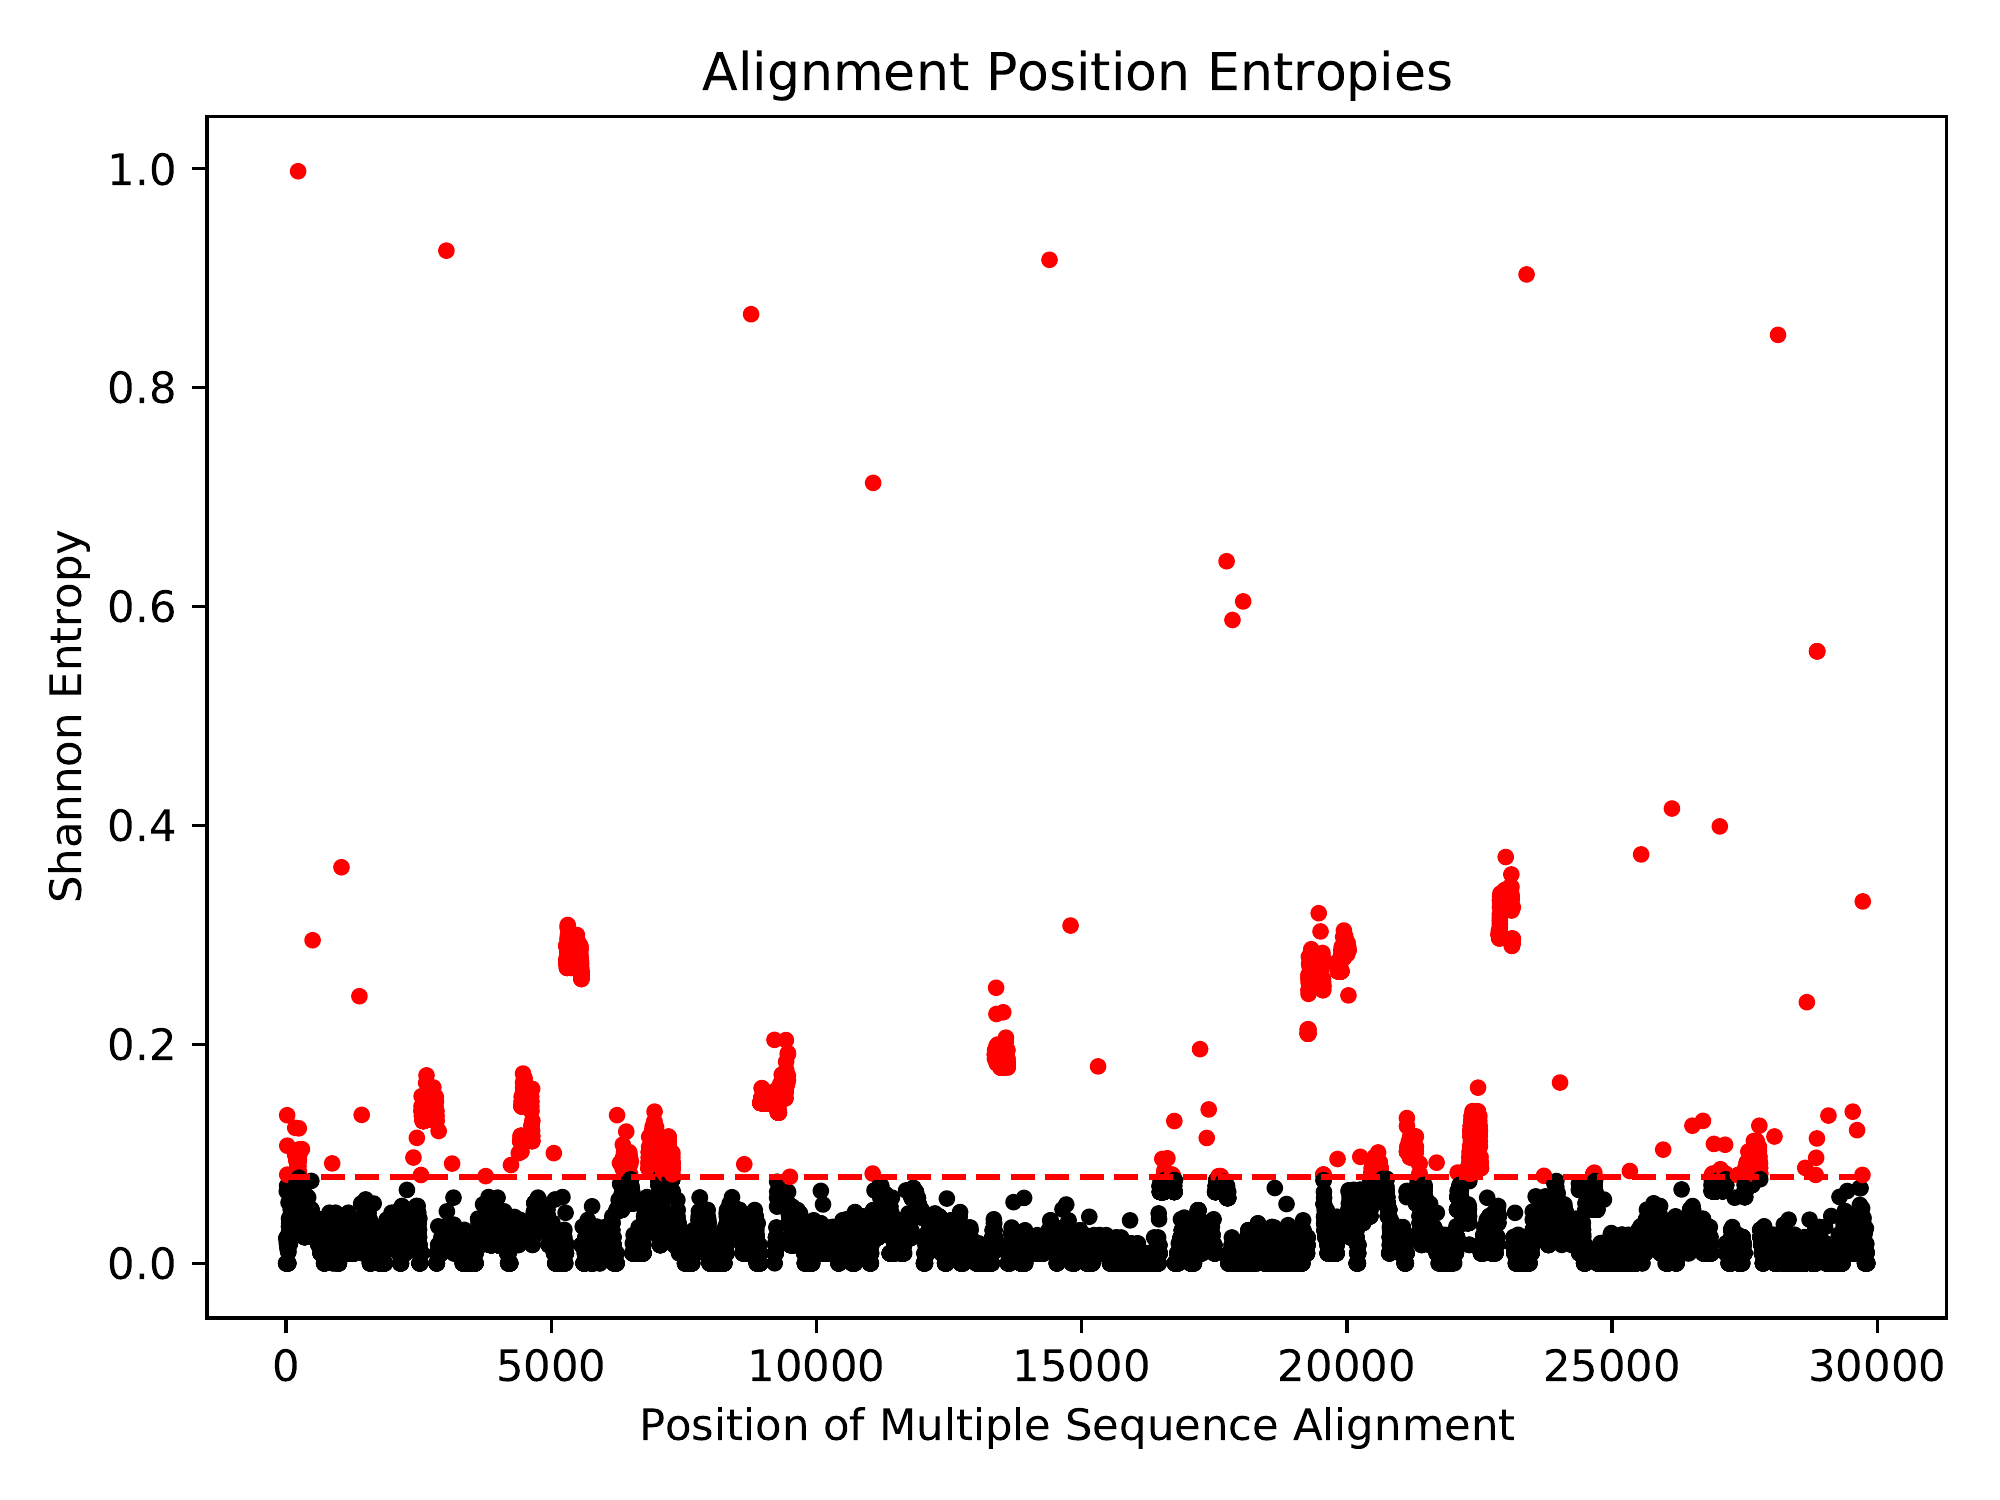 Alignment Position Entropies
Shannon Entropy
1.0
0.8
0.6
0.4
0.2
0.0
0 5000 10000 15000 20000 25000 30000
Position of Multiple Sequence Alignment